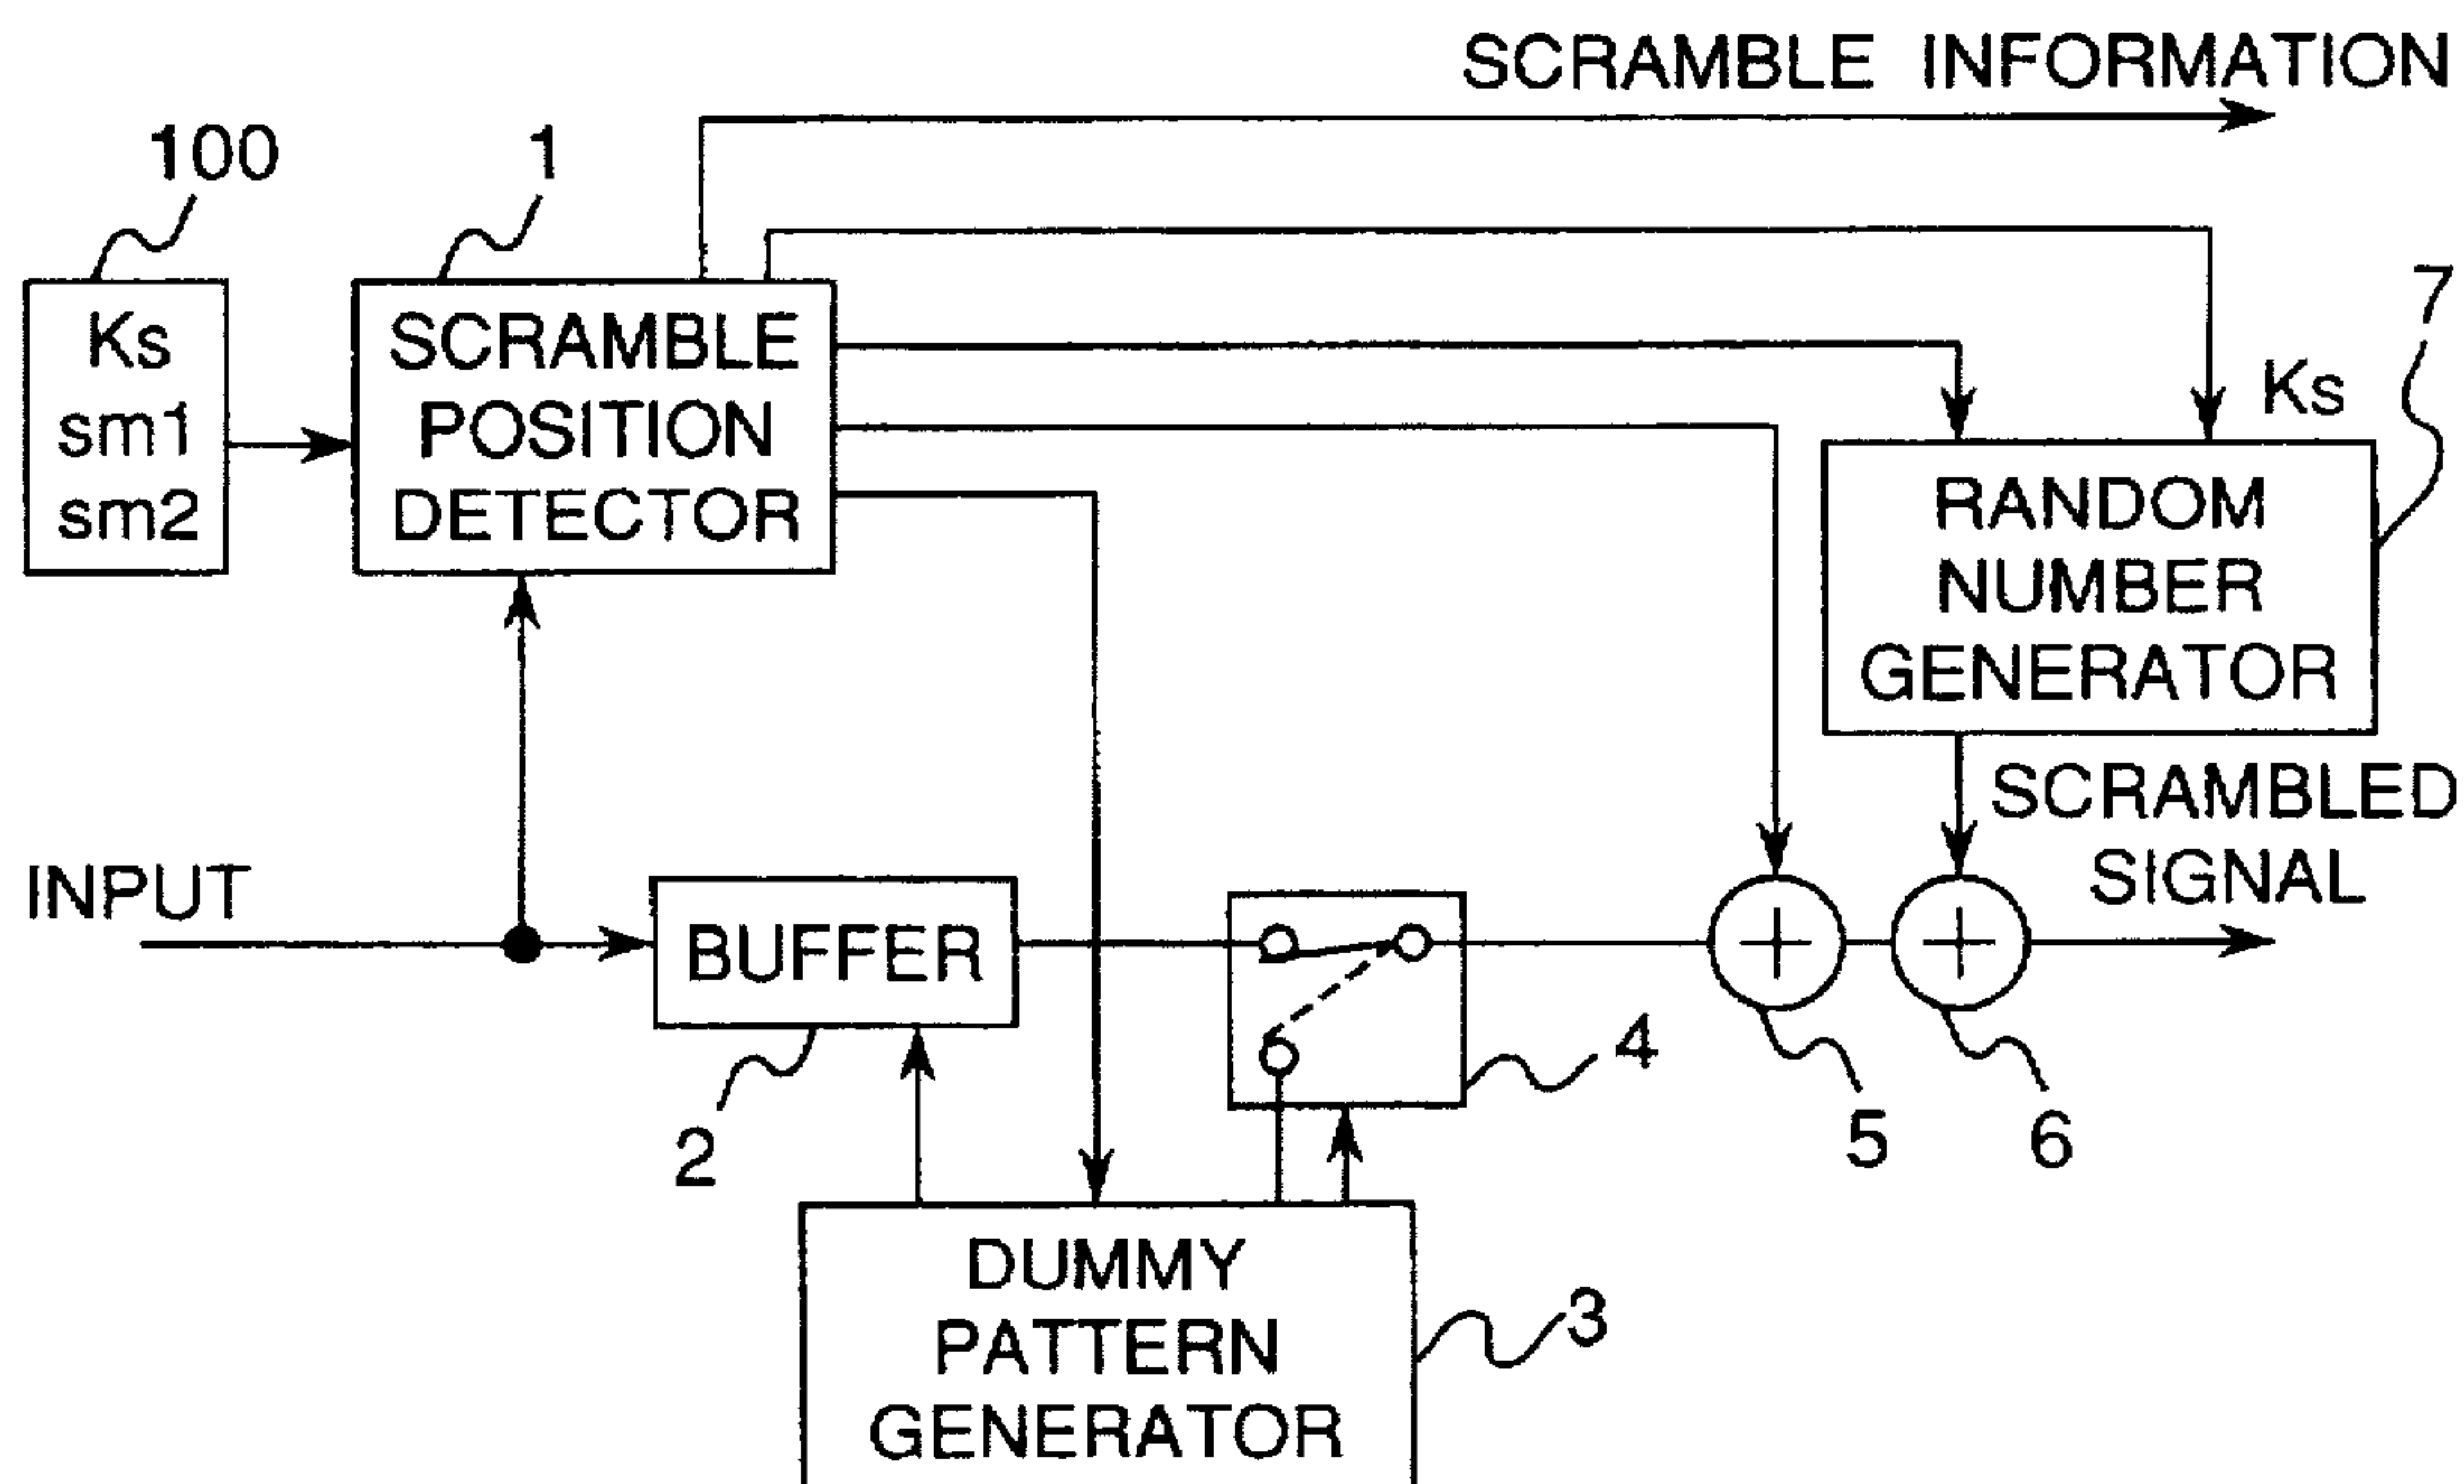 SCRAMBLE INFORMATION
100
1
7
Ks
sm1
sm2
SCRAMBLE
POSITION
DETECTOR
Ks
RANDOM
NUMBER
GENERATOR
SCRAMBLED
SIGNAL
INPUT
BUFFER
2
4
5
6
DUMMY
PATTERN
GENERATOR
3